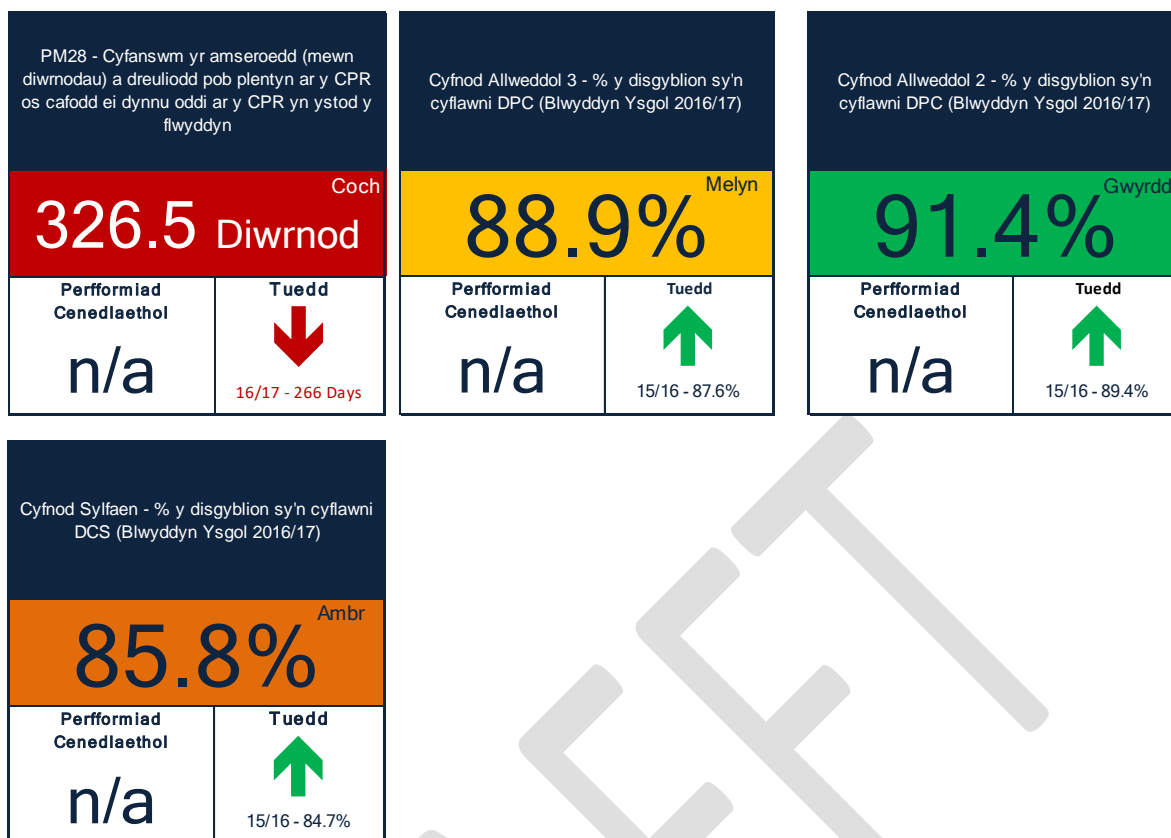 PM28 - Cyfanswm yr amseroedd (mewn
diwrnodau) a dreuliodd pob plentyn ar y CPR
os cafodd ei dynnu oddi ar y CPR yn ystod y
flwyddyn
Coch
326.5 Diwrnod
Perfformiad
Cenedlaethol
n/a
Tuedd
16/17 - 266 Days
Cyfnod Allweddol 3 - % y disgyblion sy'n
cyflawni DPC (Blwyddyn Ysgol 2016/17)
Melyn
88.9%
Perfformiad
Cenedlaethol
n/a
Tuedd
15/16 - 87.6%
Cyfnod Allweddol 2 - % y disgyblion sy'n
cyflawni DPC (Blwyddyn Ysgol 2016/17)
Gwyrdd
91.4%
Perfformiad
Cenedlaethol
n/a
Tuedd
15/16 - 89.4%
Cyfnod Sylfaen - % y disgyblion sy'n cyflawni
DCS (Blwyddyn Ysgol 2016/17)
Ambr
85.8%
Perfformiad
Cenedlaethol
n/a
Tuedd
15/16 - 84.7%